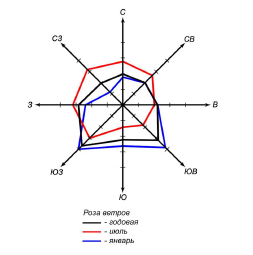 С
СЗ
СВ
З
В
ЮЗ
ЮВ
Ю
Роза ветров
- годовая
- июль
- январь